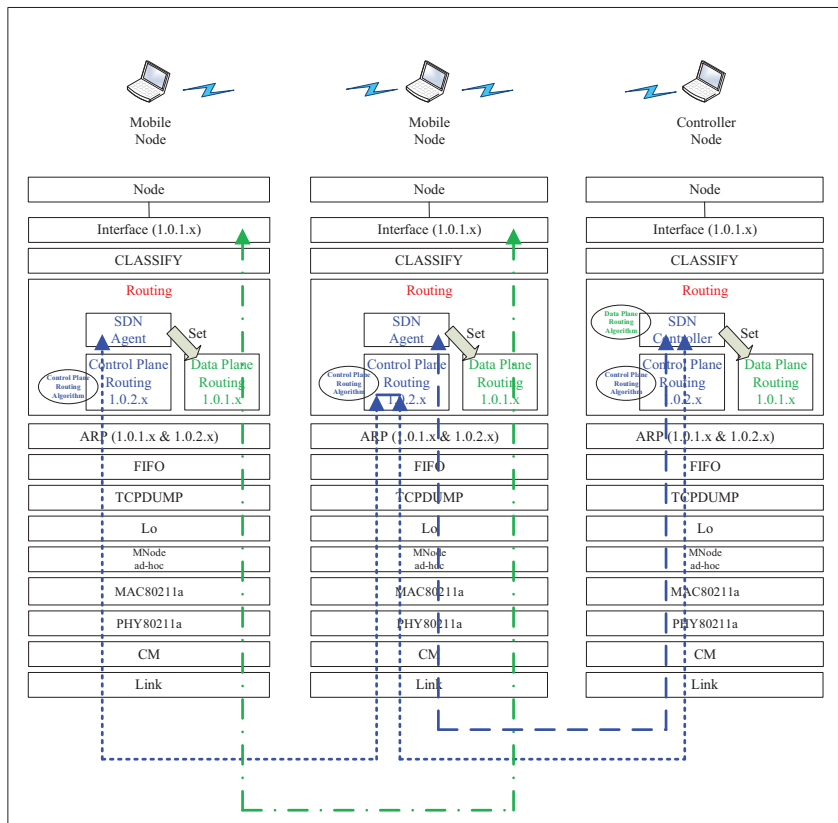 Mobile
Node
Mobile
Node
Controller
Node
Node
Interface (1.0.1.x)
CLASSIFY
Routing
SDN
Agent
Set
Control Plane
Routing
1.0.2.x
Control Plane
Routing
Algorithm
Data Plane
Routing
1.0.1.x
ARP (1.0.1.x & 1.0.2.x)
FIFO
TCPDUMP
Lo
MNode
ad-hoc
MAC80211a
PHY80211a
CM
Link
Node
Interface (1.0.1.x)
CLASSIFY
Routing
SDN
Agent
Set
Control Plane
Routing
1.0.2.x
Control Plane
Routing
Algorithm
Data Plane
Routing
1.0.1.x
ARP (1.0.1.x & 1.0.2.x)
FIFO
TCPDUMP
Lo
MNode
ad-hoc
MAC80211a
PHY80211a
CM
Link
Node
Interface (1.0.1.x)
CLASSIFY
Routing
Data Plane
Routing
Algorithm
SDN
Controller
Set
Control Plane
Routing
1.0.2.x
Control Plane
Routing
Algorithm
Data Plane
Routing
1.0.1.x
ARP (1.0.1.x & 1.0.2.x)
FIFO
TCPDUMP
Lo
MNode
ad-hoc
MAC80211a
PHY80211a
CM
Link